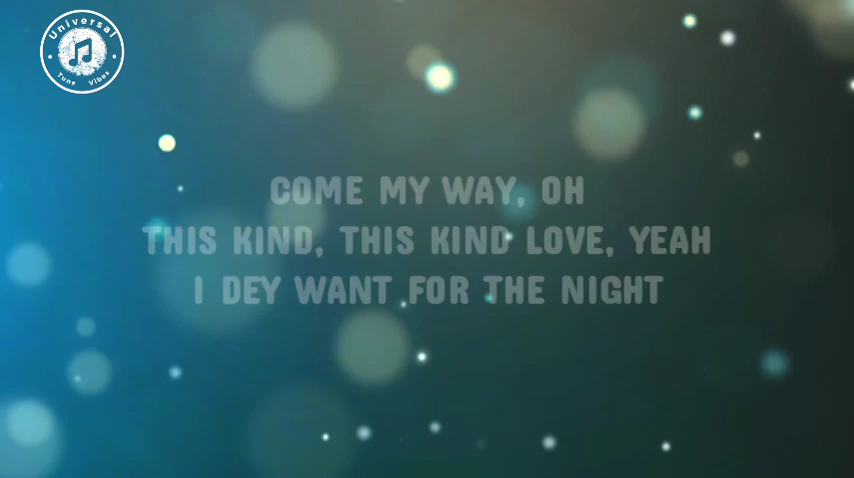 Universal
Tune Vibes
COME MY WAY, OH
THIS KIND, THIS KIND LOVE, YEAH
I DEY WANT FOR THE NIGHT